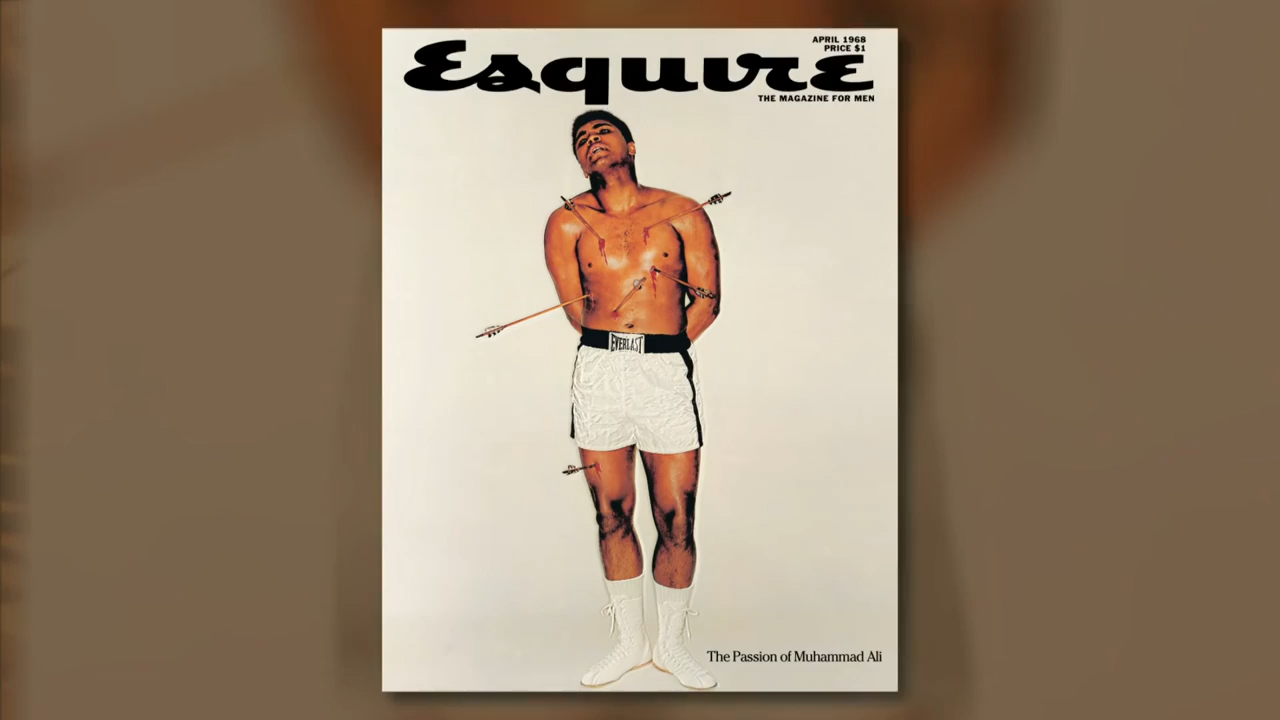 APRIL 1968
PRICE $1
Esquire
THE MAGAZINE FOR MEN
EVERLAST
The Passion of Muhammad Ali